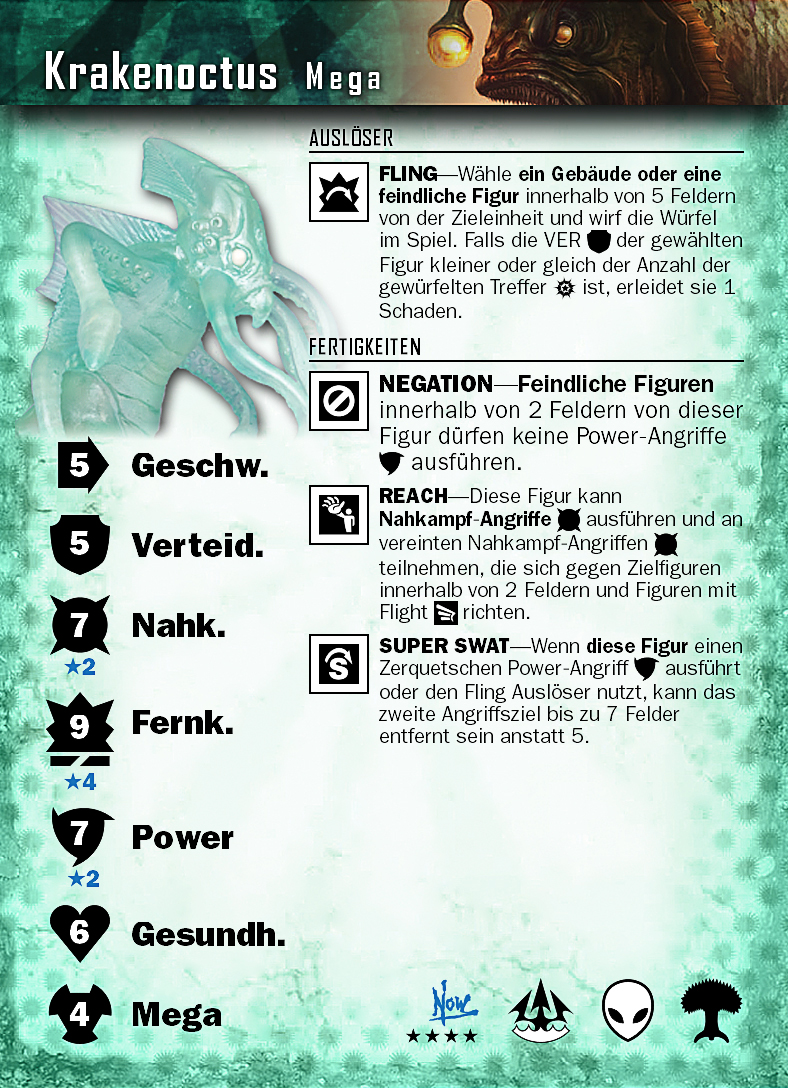 Krakenoctus Mega
AUSLÖSER
FLING—Wähle ein Gebäude oder eine
feindliche Figur innerhalb von 5 Feldern
von der Zieleinheit und wirf die Würfel
im Spiel. Falls die VER der gewählten
Figur kleiner oder gleich der Anzahl der
gewürfelten Treffer ist, erleidet sie 1
Schaden.
FERTIGKEITEN
NEGATION—Feindliche Figuren
innerhalb von 2 Feldern von dieser
Figur dürfen keine Power-Angriffe
ausführen.
REACH—Diese Figur kann
Nahkampf-Angriffe ausführen und an
vereinten Nahkampf-Angriffen
teilnehmen, die sich gegen Zielfiguren
innerhalb von 2 Feldern und Figuren mit
Flight richten.
S
SUPER SWAT—Wenn diese Figur einen
Zerquetschen Power-Angriff ausführt
oder den Fling Auslöser nutzt, kann das
zweite Angriffsziel bis zu 7 Felder
entfernt sein anstatt 5.
5 Geschw.
5 Verteid.
7 Nahk.
★2
9 Fernk.
★4
7 Power
★2
6 Gesundh.
4 Mega
Now
★★★★